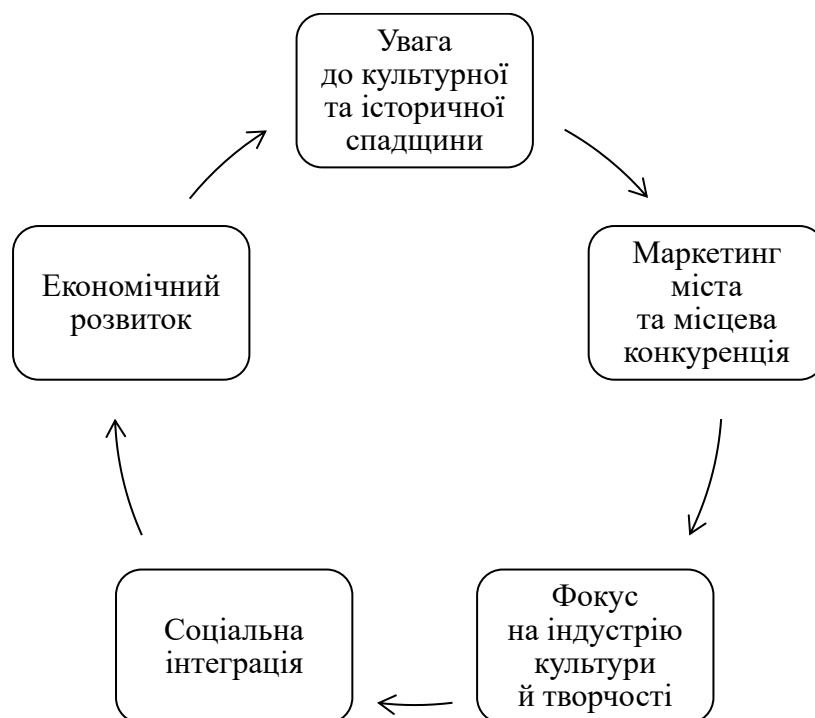 Увага
до культурної
та історичної
спадщини
Маркетинг
міста
та місцева
конкуренція
Фокус
на індустрію
культури
й творчості
Соціальна
інтеграція
Економічний
розвиток